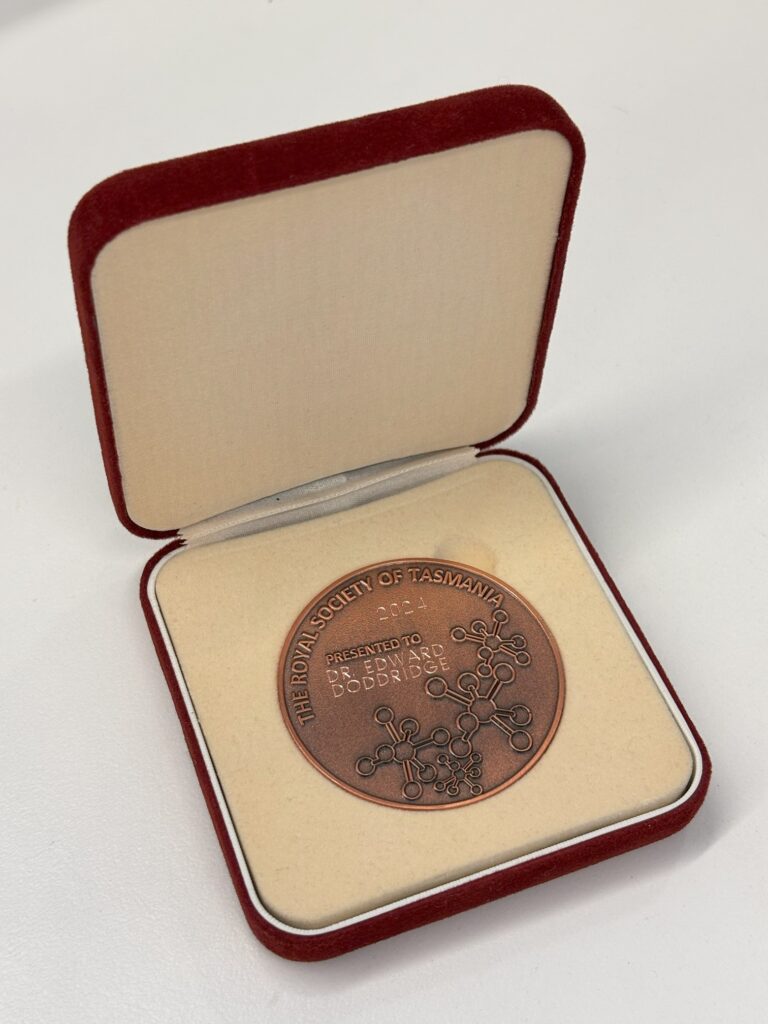 THE ROYAL SOCIETY OF TASMANIA
2024
PRESENTED TO
DR. EDWARD
DODDRIDGE